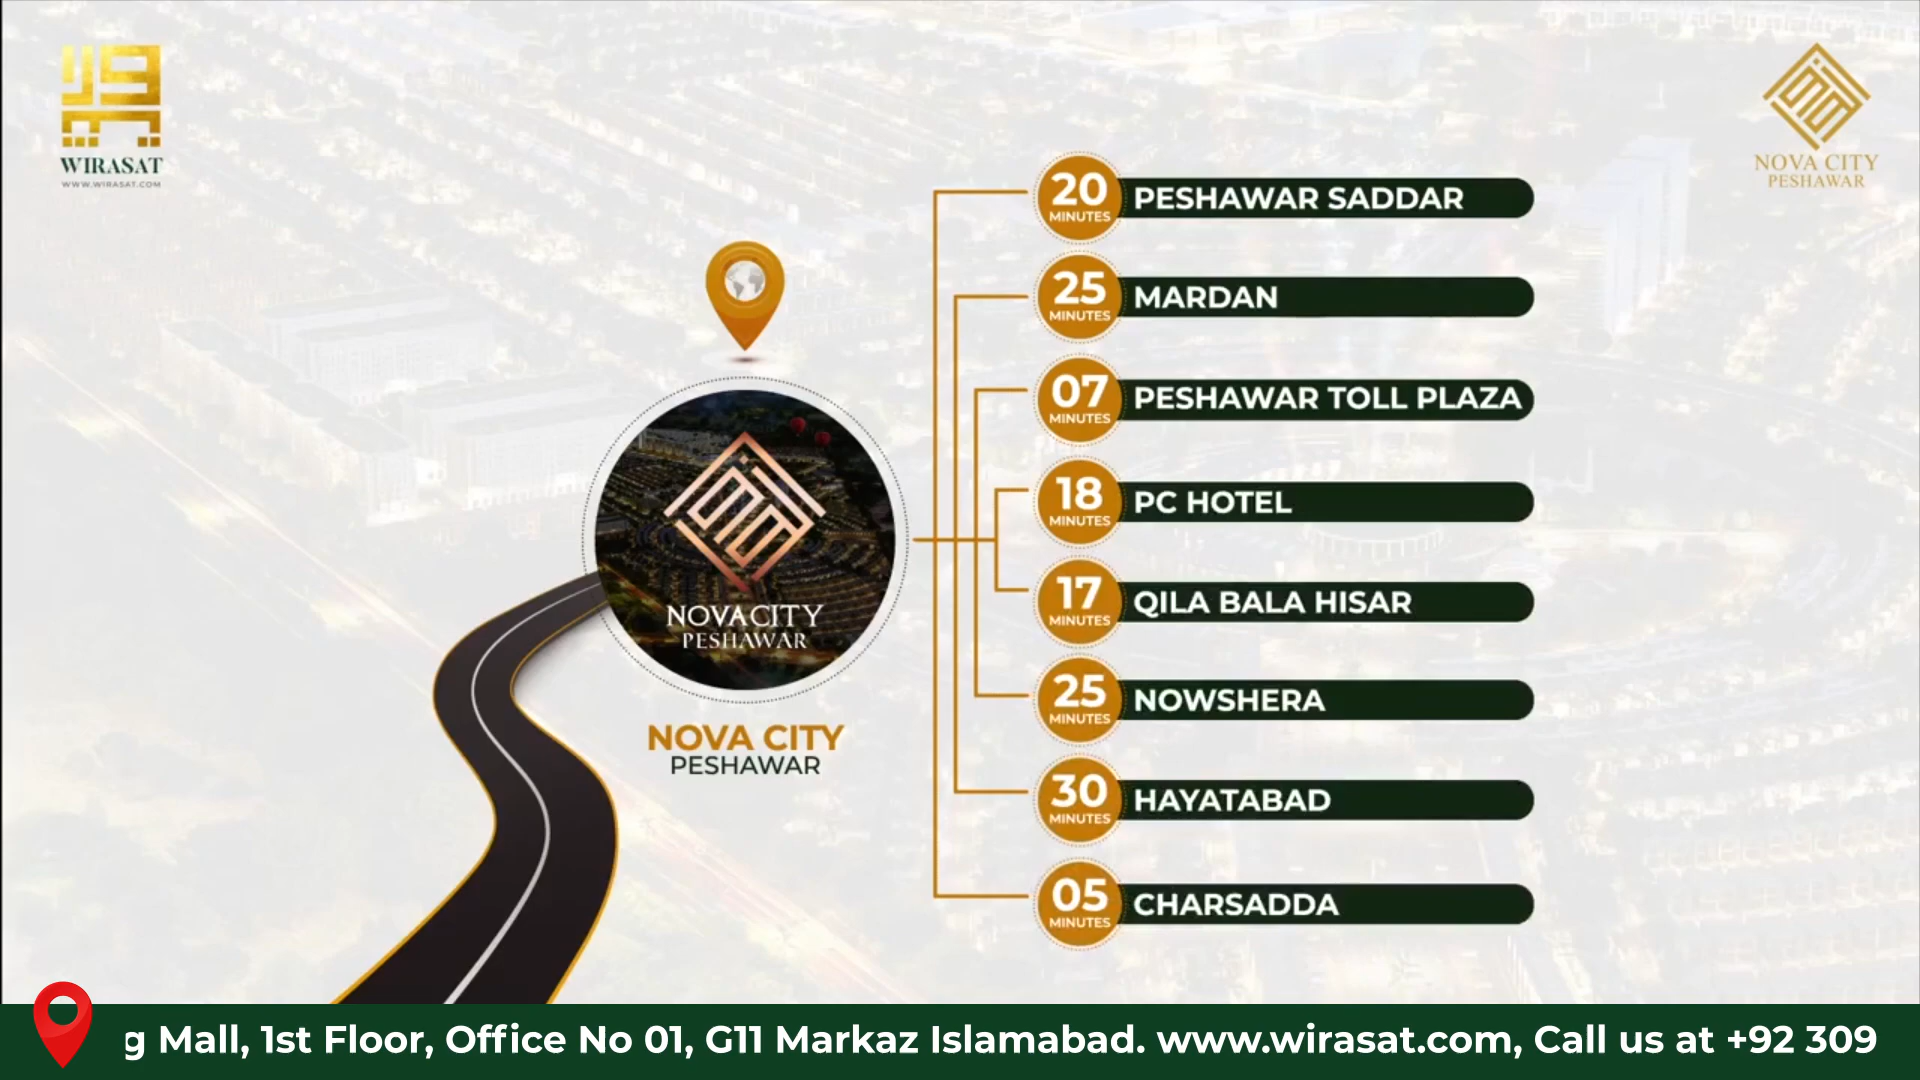 WIRASAT
WWW.WIRASAT.COM
NOVA CITY
PESHAWAR
20
MINUTES
PESHAWAR SADDAR
25
MINUTES
MARDAN
07
MINUTES
PESHAWAR TOLL PLAZA
18
MINUTES
PC HOTEL
17
MINUTES
QILA BALA HISAR
25
MINUTES
NOWSHERA
30
MINUTES
HAYATABAD
05
MINUTES
CHARSADDA
NOVA CITY
PESHAWAR
NOVA CITY
PESHAWAR
g Mall, 1st Floor, Office No 01, G11 Markaz Islamabad. www.wirasat.com, Call us at +92 309